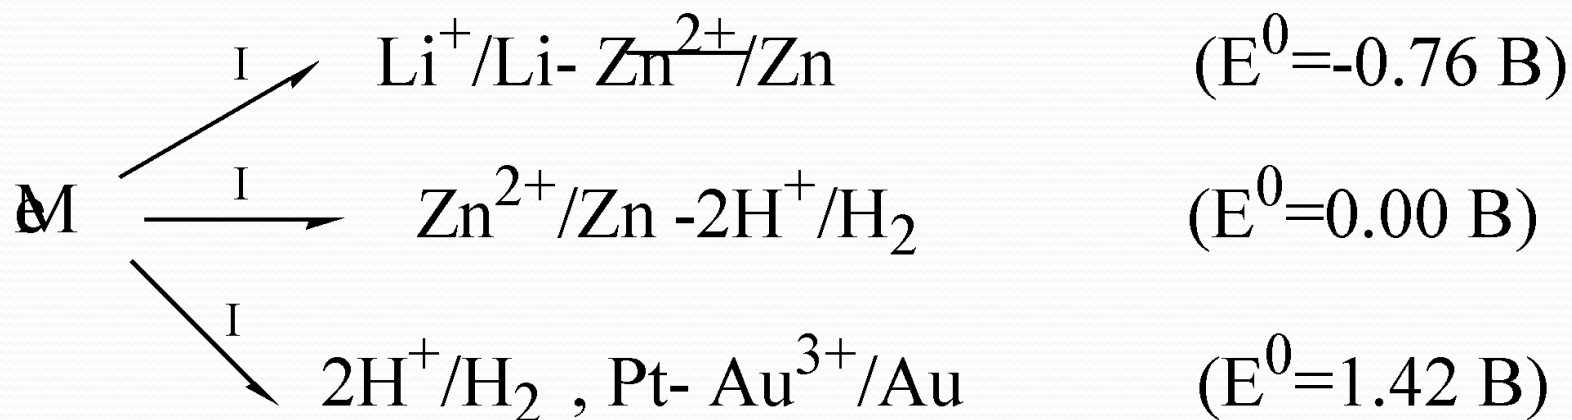 I Li⁺/Li- Zn²⁺/Zn (E⁰=-0.76 В)
Me I Zn²⁺/Zn -2H⁺/H₂ (E⁰=0.00 В)
I 2H⁺/H₂ , Pt- Au³⁺/Au (E⁰=1.42 В)